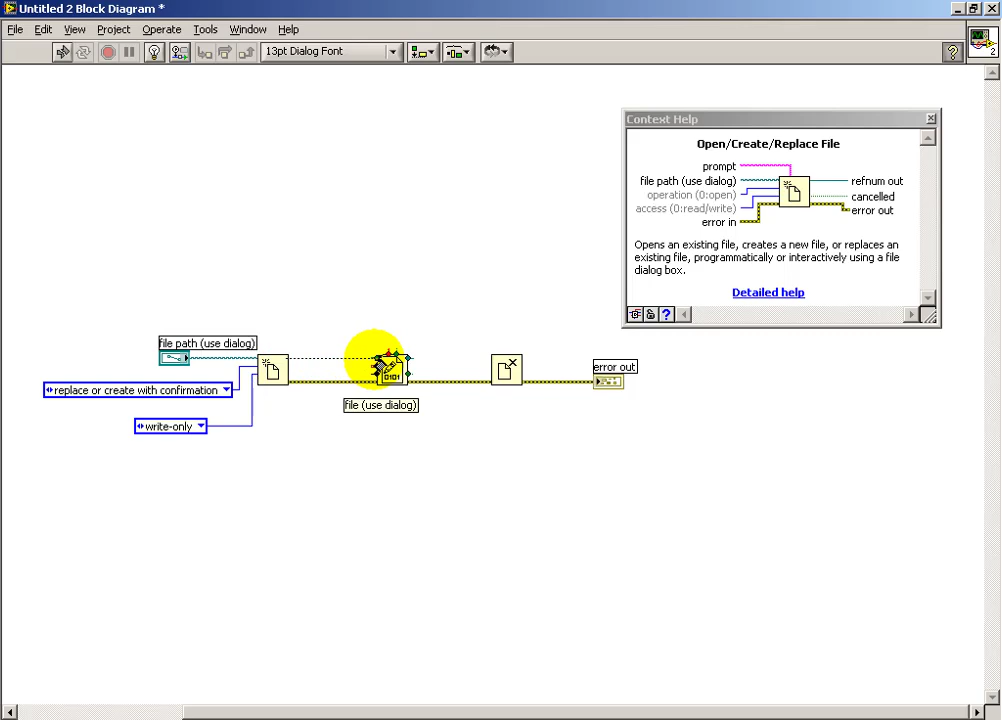 Untitled 2 Block Diagram *
File Edit View Project Operate Tools Window Help
13pt Dialog Font
?
2
Context Help
Open/Create/Replace File
prompt
file path (use dialog)
operation (0:open)
access (0:read/write)
error in
refnum out
cancelled
error out
Opens an existing file, creates a new file, or replaces an
existing file, programmatically or interactively using a file
dialog box.
Detailed help
?
file path (use dialog)
replace or create with confirmation
write-only
0101
file (use dialog)
error out